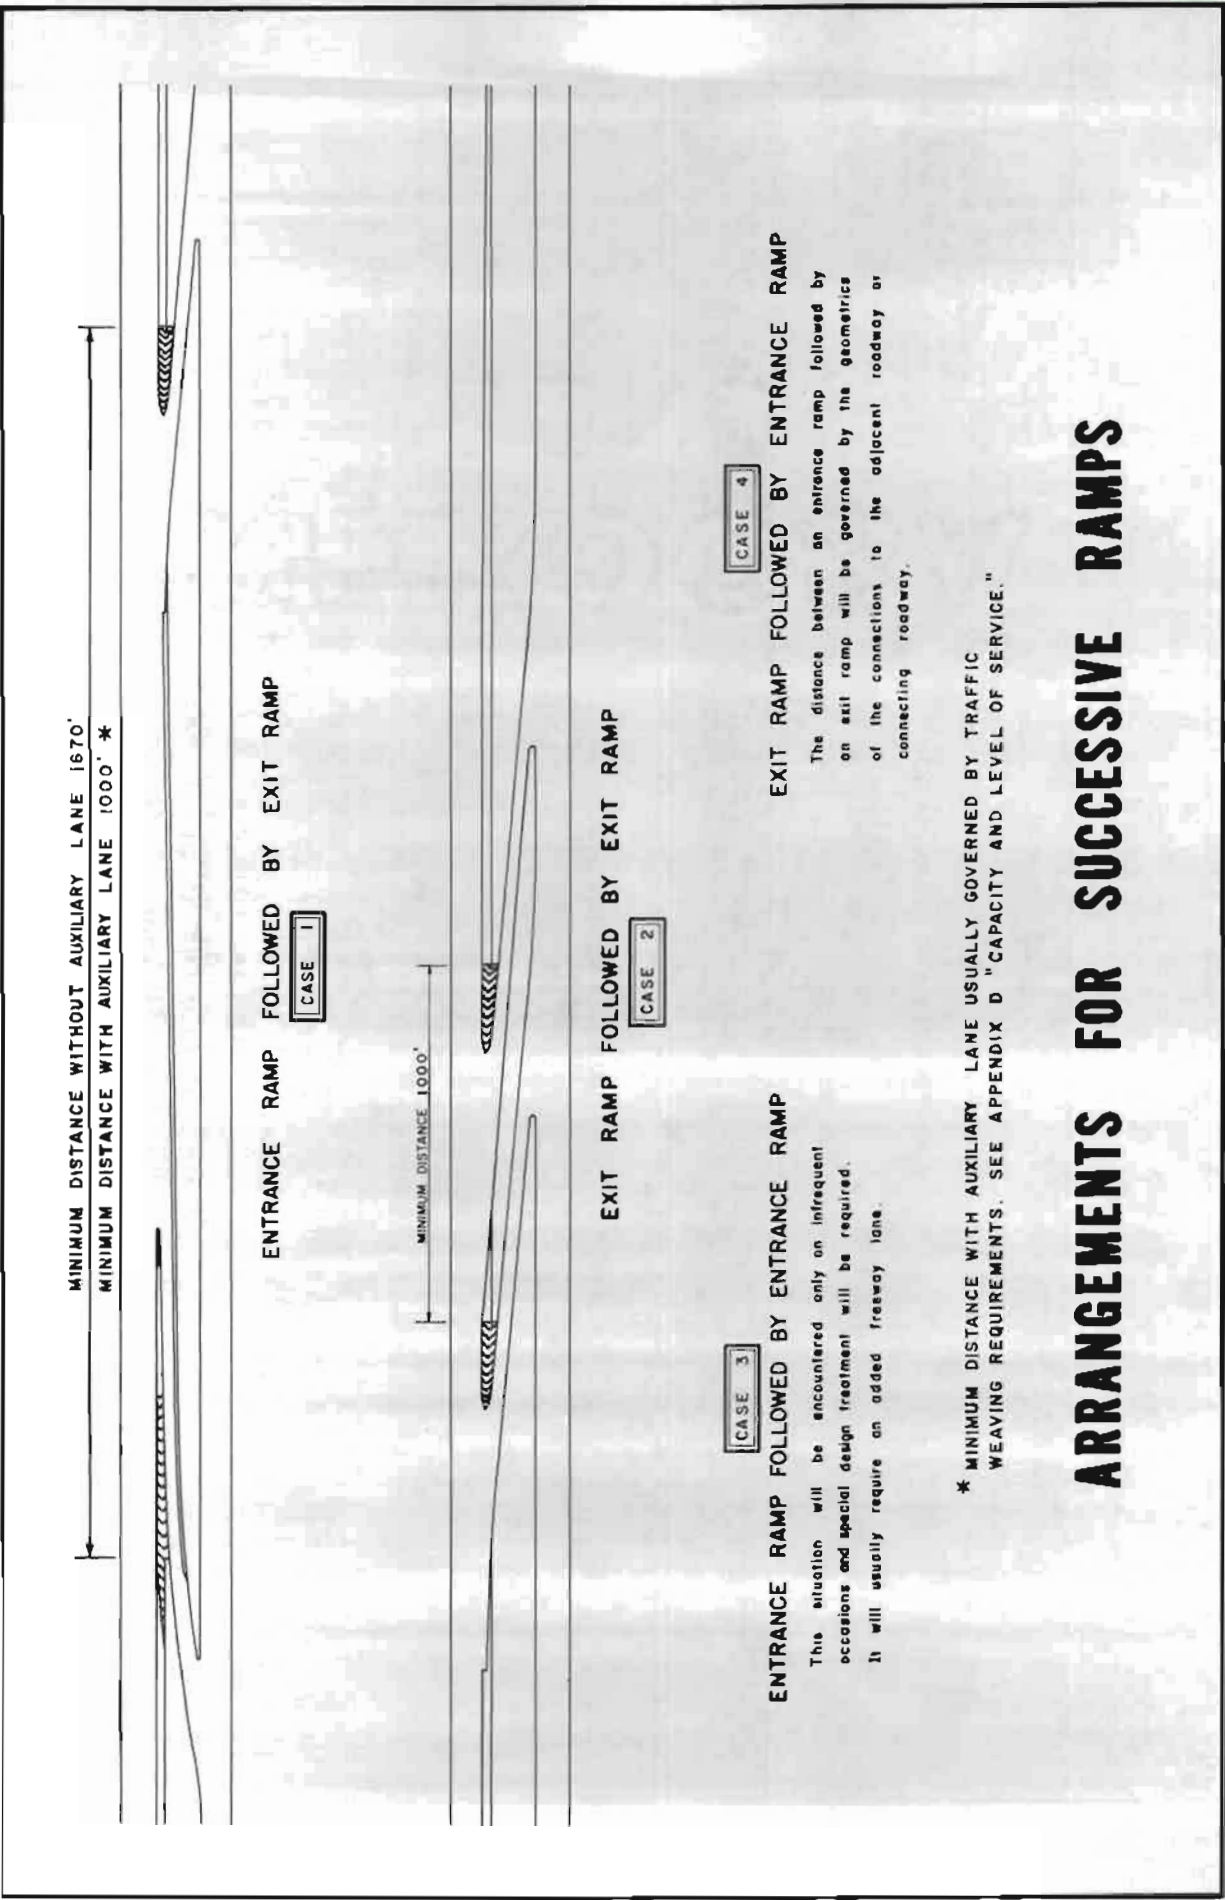 MINIMUM DISTANCE WITHOUT AUXILIARY LANE 1670'
MINIMUM DISTANCE WITH AUXILIARY LANE 1000' *
ENTRANCE RAMP FOLLOWED BY EXIT RAMP
CASE 1
MINIMUM DISTANCE 1000'
EXIT RAMP FOLLOWED BY EXIT RAMP
CASE 2
CASE 3
ENTRANCE RAMP FOLLOWED BY ENTRANCE RAMP
This situation will be encountered only on infrequent
occasions and special design treatment will be required.
It will usually require an added freeway lane.
CASE 4
EXIT RAMP FOLLOWED BY ENTRANCE RAMP
The distance between an entrance ramp followed by
an exit ramp will be governed by the geometrics
of the connections to the adjacent roadway or
connecting roadway.
* MINIMUM DISTANCE WITH AUXILIARY LANE USUALLY GOVERNED BY TRAFFIC
WEAVING REQUIREMENTS. SEE APPENDIX D "CAPACITY AND LEVEL OF SERVICE."
ARRANGEMENTS FOR SUCCESSIVE RAMPS